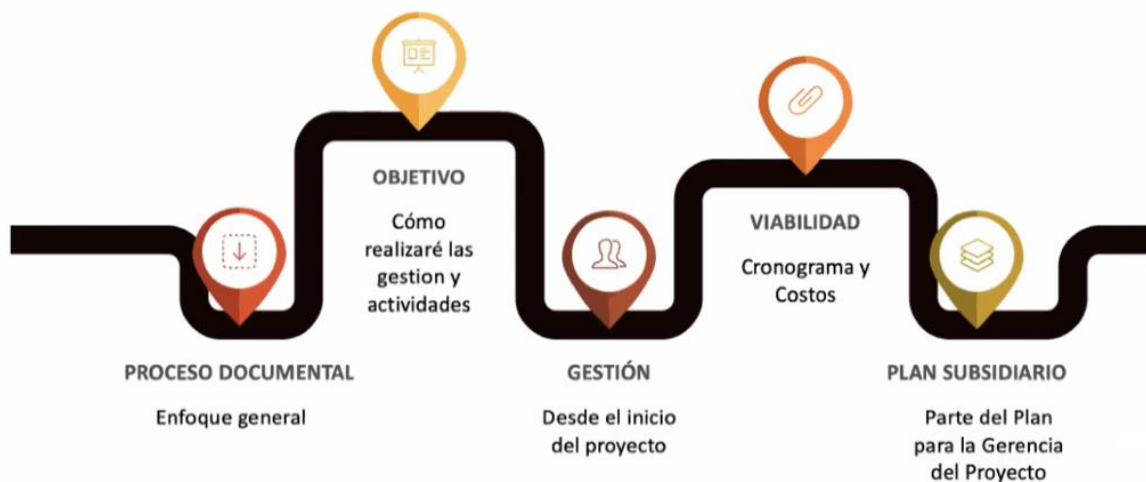 PROCESO DOCUMENTAL
Enfoque general
OBJETIVO
Cómo
realizaré las
gestion y
actividades
GESTIÓN
Desde el inicio
del proyecto
VIABILIDAD
Cronograma y
Costos
PLAN SUBSIDIARIO
Parte del Plan
para la Gerencia
del Proyecto